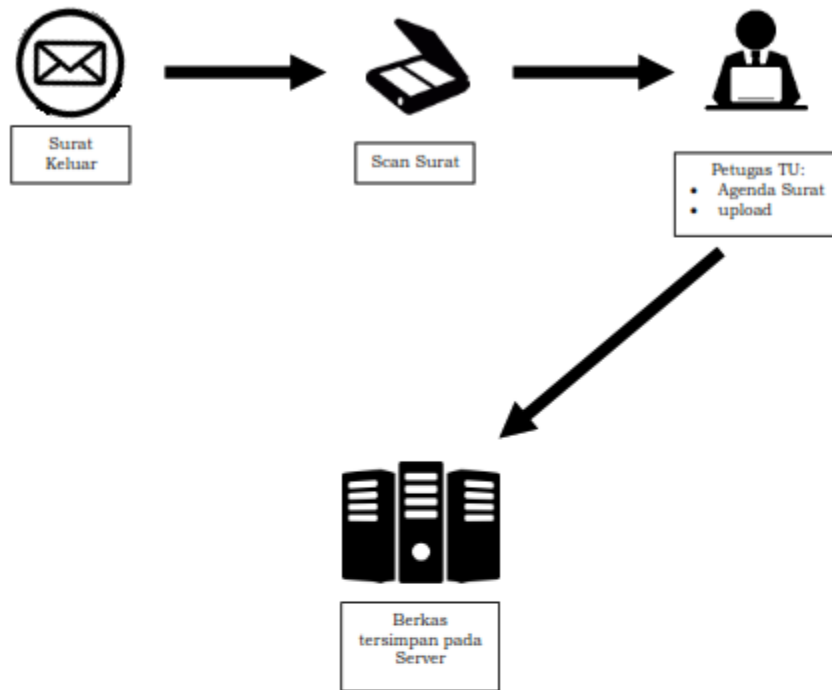 Surat
Keluar
Scan Surat
Petugas TU:
• Agenda Surat
• upload
Berkas
tersimpan pada
Server